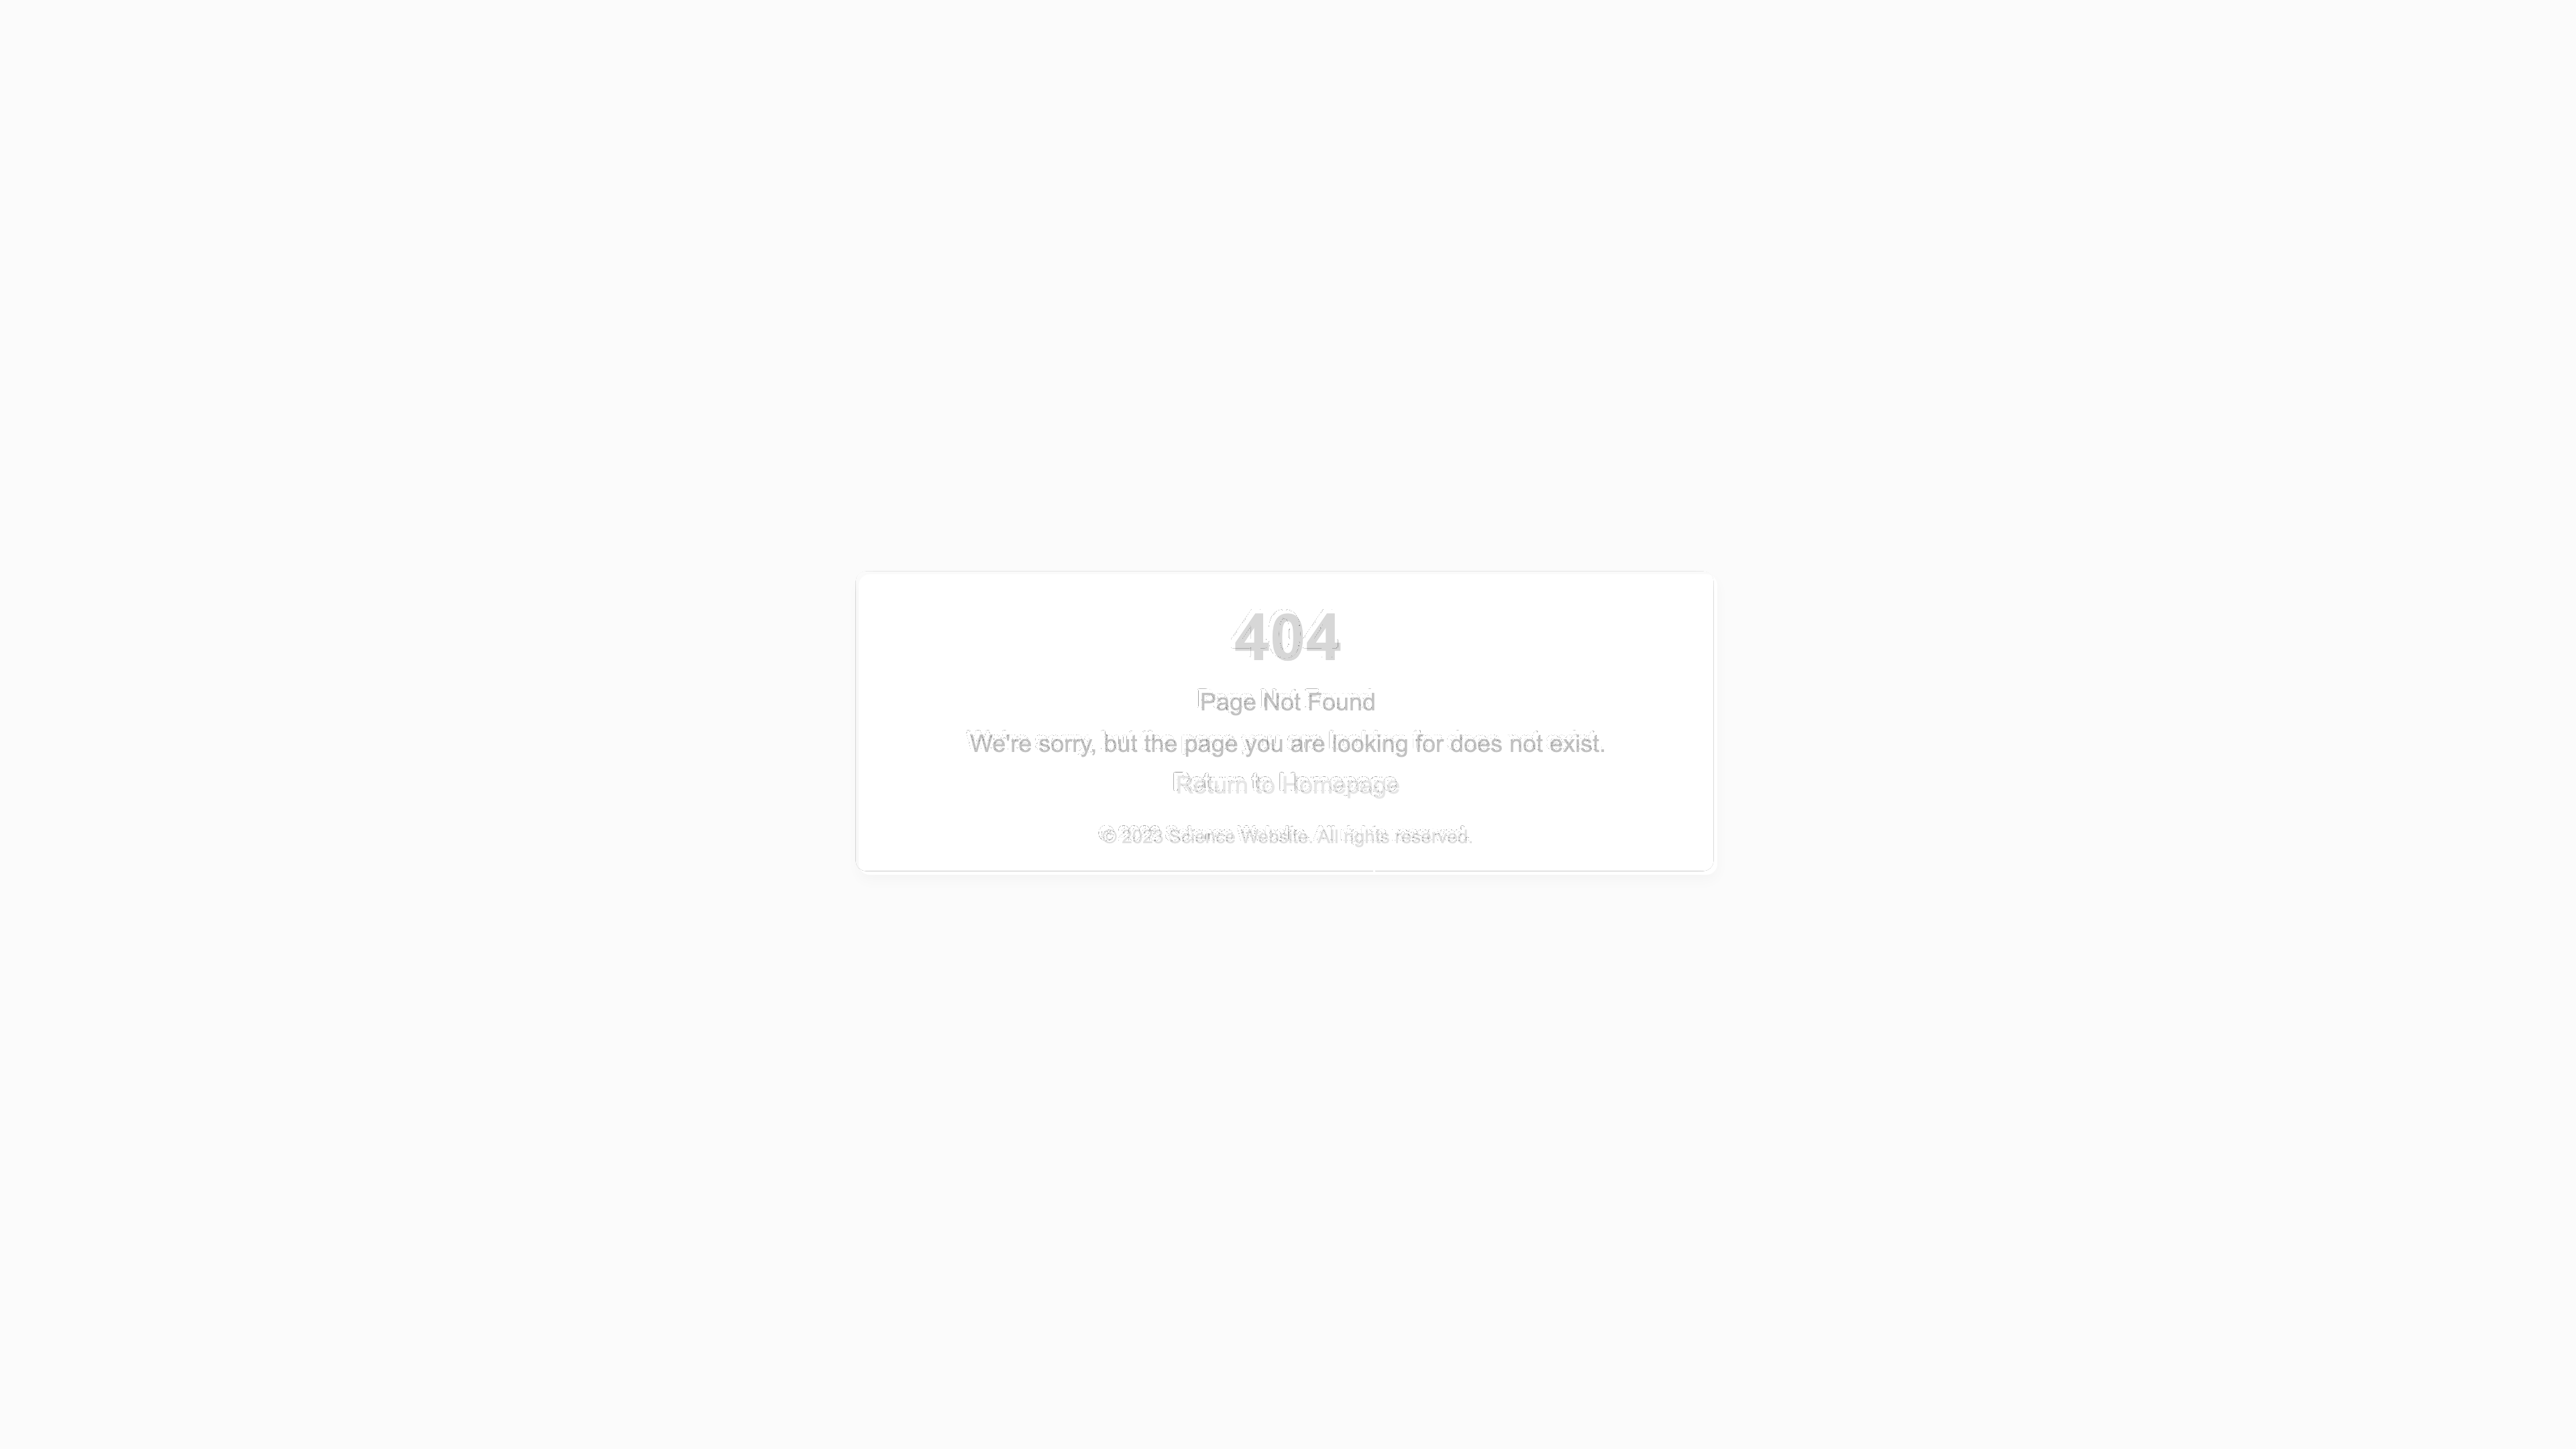 404
Page Not Found
We're sorry, but the page you are looking for does not exist.
Return to Homepage
© 2023 Science Website. All rights reserved.